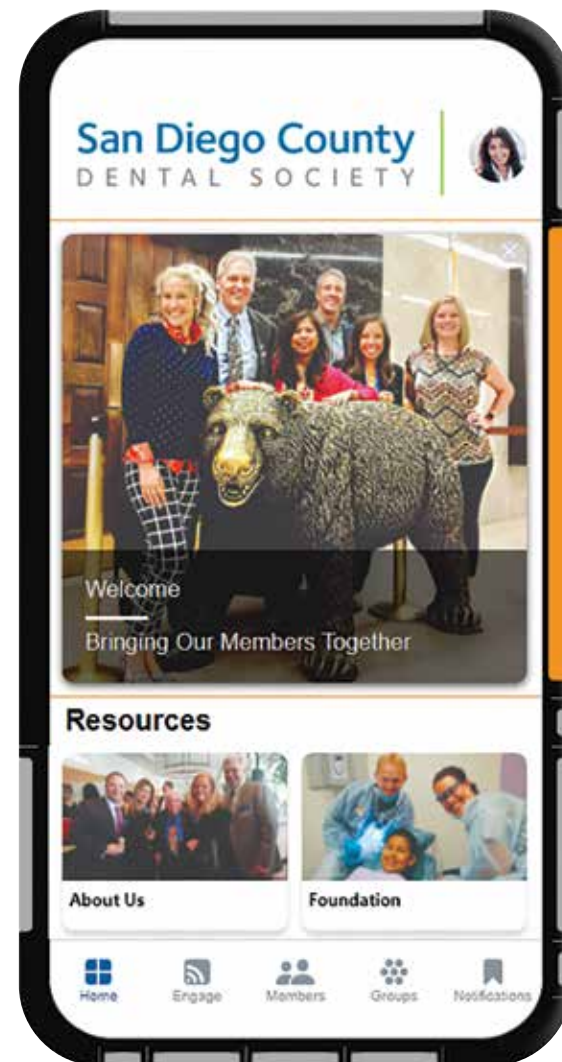 San Diego County
DENTAL SOCIETY
Welcome
Bringing Our Members Together
Resources
About Us
Foundation
Home
Engage
Members
Groups
Notifications